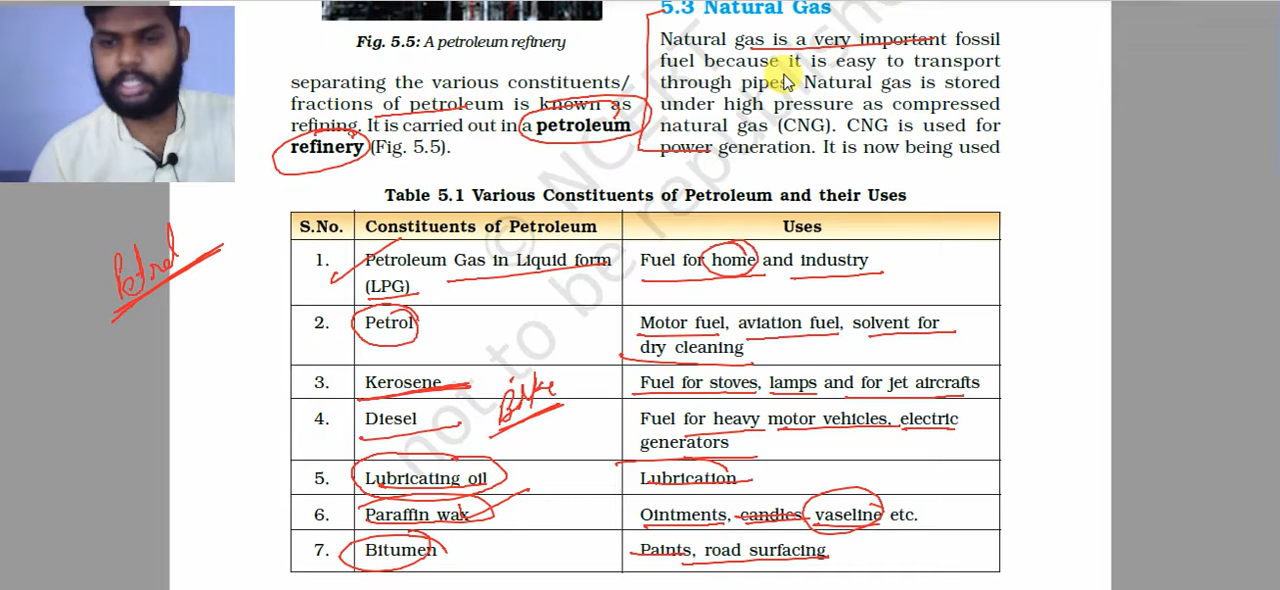 Fig. 5.5: A petroleum refinery
separating the various constituents/
fractions of petroleum is known as
refining. It is carried out in a petroleum
refinery (Fig. 5.5).
5.3 Natural Gas
Natural gas is a very important fossil
fuel because it is easy to transport
through pipes. Natural gas is stored
under high pressure as compressed
natural gas (CNG). CNG is used for
power generation. It is now being used
Table 5.1 Various Constituents of Petroleum and their Uses
S.No. Constituents of Petroleum Uses
1. Petroleum Gas in Liquid form Fuel for home and industry
(LPG)
2. Petrol Motor fuel, aviation fuel, solvent for
dry cleaning
3. Kerosene Fuel for stoves, lamps and for jet aircrafts
4. Diesel Fuel for heavy motor vehicles, electric
generators
5. Lubricating oil Lubrication
6. Paraffin wax Ointments, candles, vaseline etc.
7. Bitumen Paints, road surfacing
Petrol
© NCERT
not to be republished